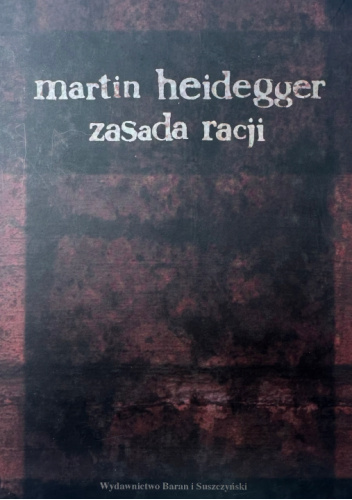 martin heidegger
zasada racji
Wydawnictwo Baran i Suszczyński